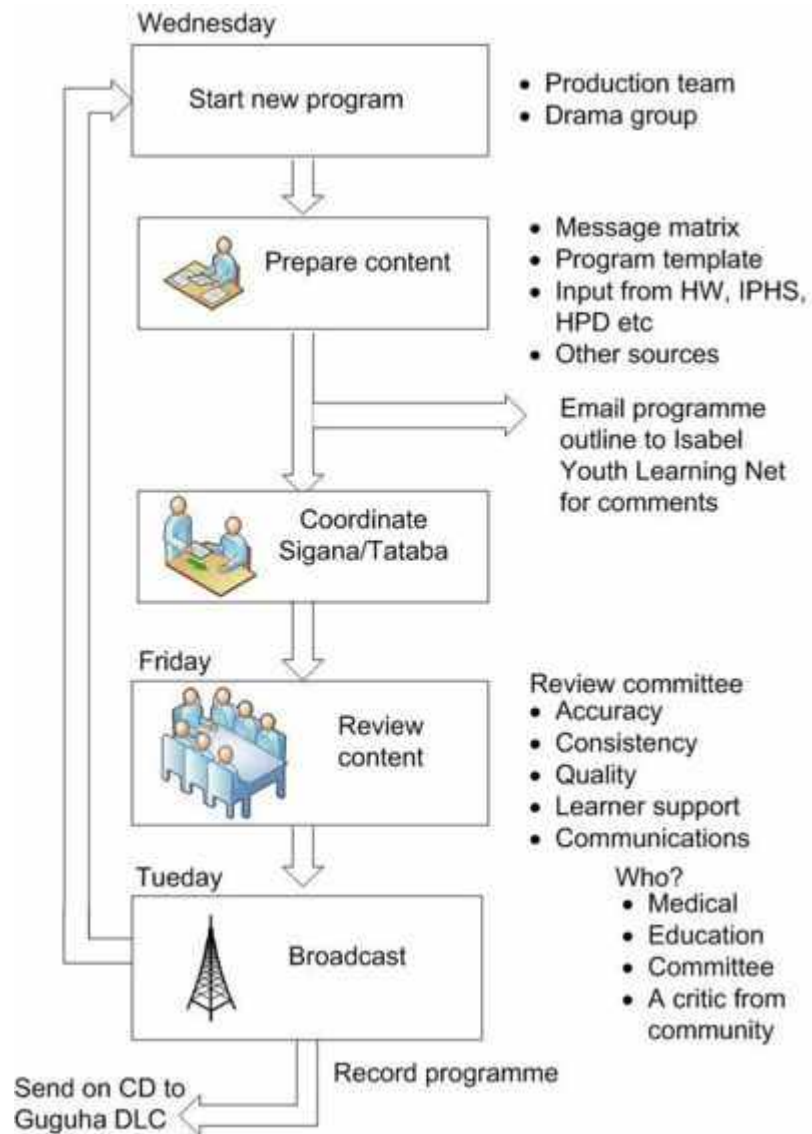 Wednesday
Start new program
• Production team
• Drama group
Prepare content
• Message matrix
• Program template
• Input from HW, IPHS,
HPD etc
• Other sources
Email programme
outline to Isabel
Youth Learning Net
for comments
Coordinate
Sigana/Tataba
Friday
Review
content
Review committee
• Accuracy
• Consistency
• Quality
• Learner support
• Communications
Tueday
Broadcast
Who?
• Medical
• Education
• Committee
• A critic from
community
Record programme
Send on CD to
Guguha DLC